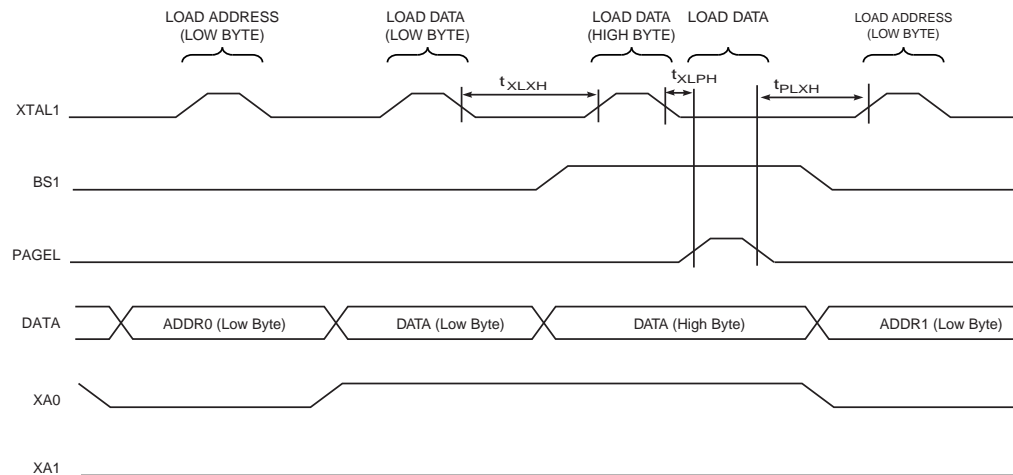 LOAD ADDRESS
(LOW BYTE)
LOAD DATA
(LOW BYTE)
LOAD DATA
(HIGH BYTE)
LOAD DATA
LOAD ADDRESS
(LOW BYTE)
tXLXH
tXLPH
tPLXH
XTAL1
BS1
PAGEL
DATA
ADDR0 (Low Byte)
DATA (Low Byte)
DATA (High Byte)
ADDR1 (Low Byte)
XA0
XA1